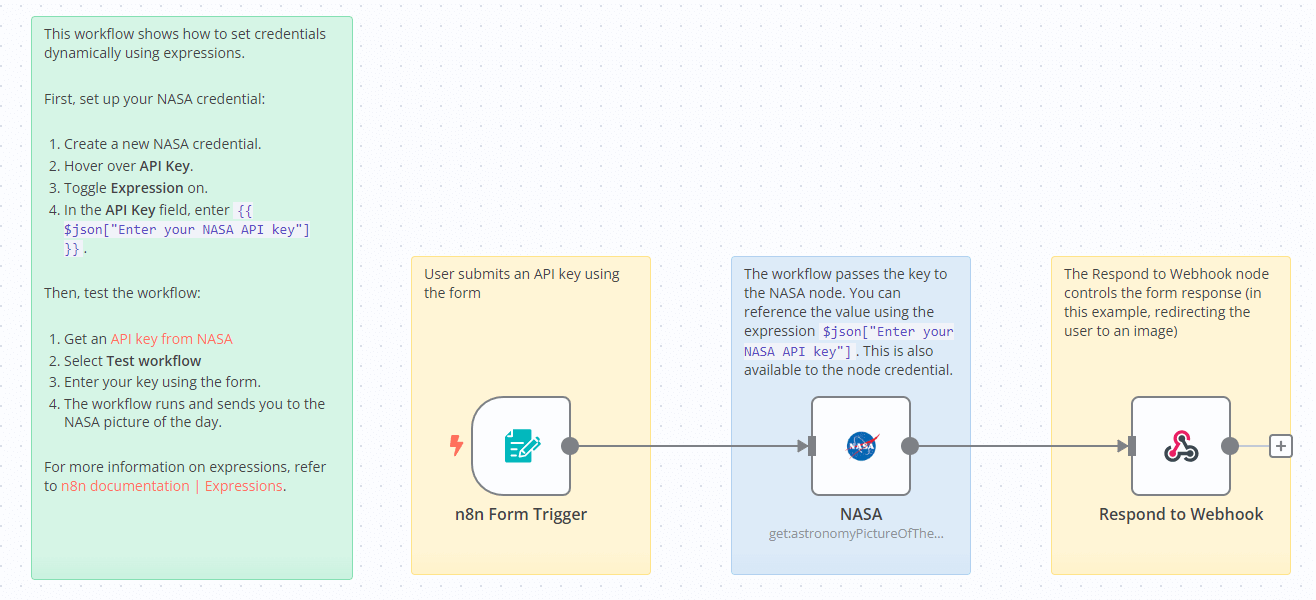 This workflow shows how to set credentials
dynamically using expressions.
First, set up your NASA credential:
1. Create a new NASA credential.
2. Hover over API Key.
3. Toggle Expression on.
4. In the API Key field, enter {{
$json["Enter your NASA API key"]
}}.
Then, test the workflow:
1. Get an API key from NASA
2. Select Test workflow
3. Enter your key using the form.
4. The workflow runs and sends you to the
NASA picture of the day.
For more information on expressions, refer
to n8n documentation | Expressions.
User submits an API key using
the form
n8n Form Trigger
The workflow passes the key to
the NASA node. You can
reference the value using the
expression $json["Enter your
NASA API key"]. This is also
available to the node credential.
NASA
NASA
get:astronomyPictureOfThe...
The Respond to Webhook node
controls the form response (in
this example, redirecting the
user to an image)
Respond to Webhook